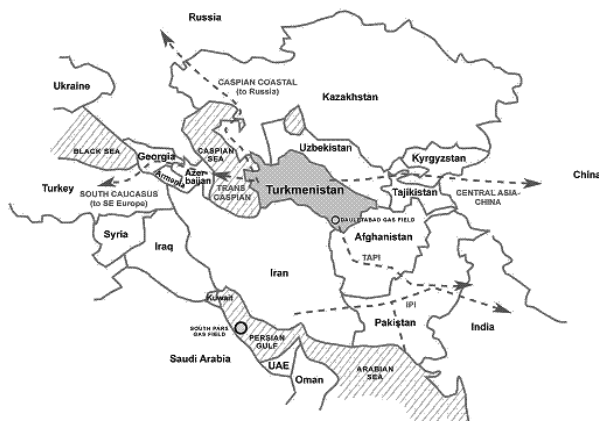 Russia
CASPIAN COASTAL
(to Russia)
Ukraine
Kazakhstan
BLACK SEA
Georgia
CASPIAN
SEA
Uzbekistan
Kyrgyzstan
Armenia
Azer-
baijan
Turkey
SOUTH CAUCASUS
(to SE Europa)
TRANS
CASPIAN
Turkmenistan
Tajikistan
CENTRAL ASIA-
CHINA
China
DAULETABAD GAS FIELD
Syria
Iraq
Afghanistan
TAPI
Iran
Kuwait
IPI
SOUTH PARS
GAS FIELD
PERSIAN
GULF
Pakistan
India
Saudi Arabia
UAE
Oman
ARABIAN
SEA